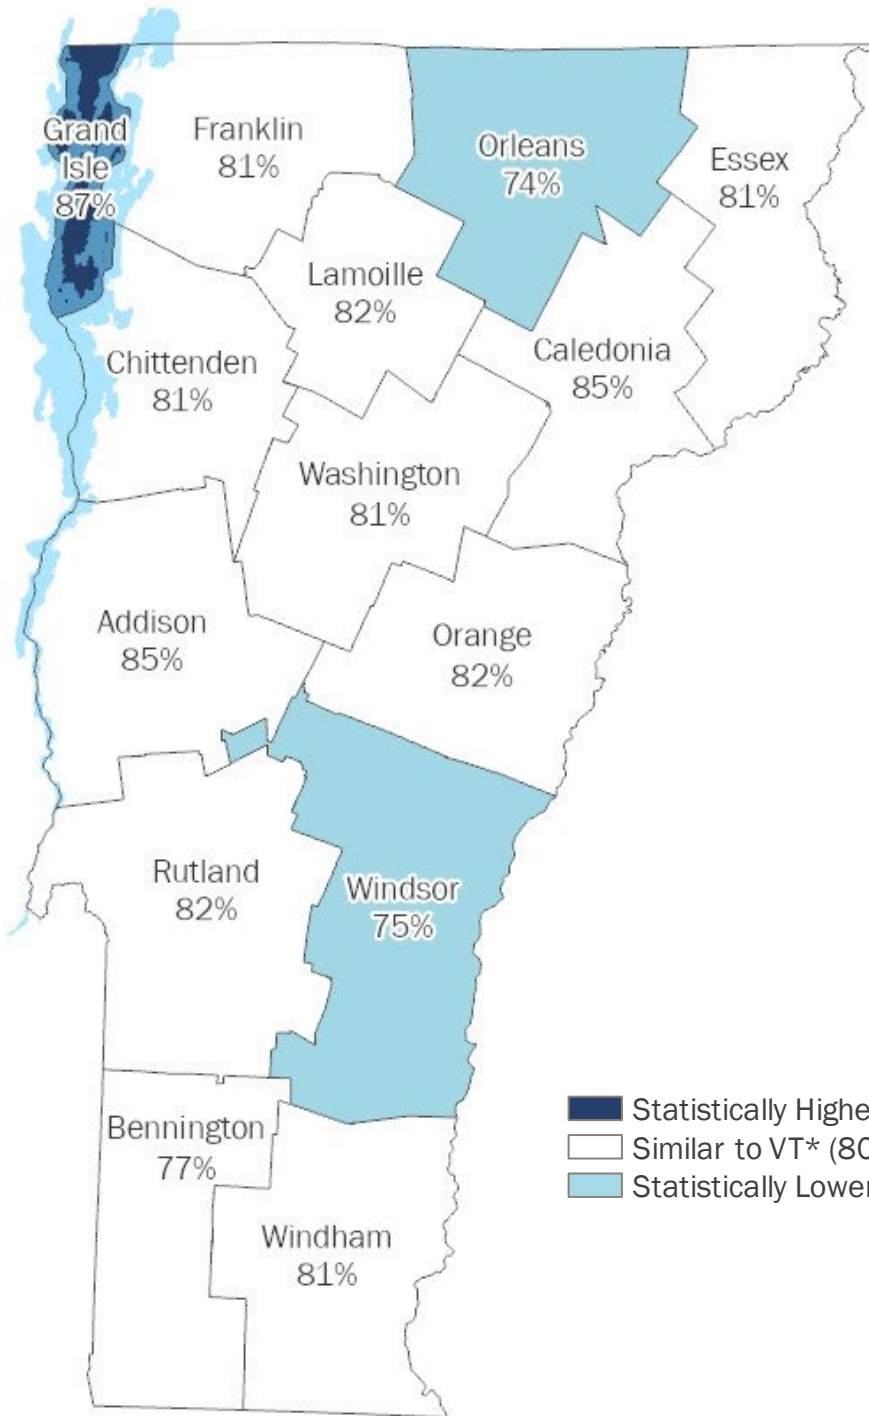 Grand
Isle
87%
Franklin
81%
Orleans
74%
Essex
81%
Lamoille
82%
Chittenden
81%
Caledonia
85%
Washington
81%
Addison
85%
Orange
82%
Rutland
82%
Windsor
75%
Bennington
77%
Windham
81%
Statistically Highe
Similar to VT* (80
Statistically Lower